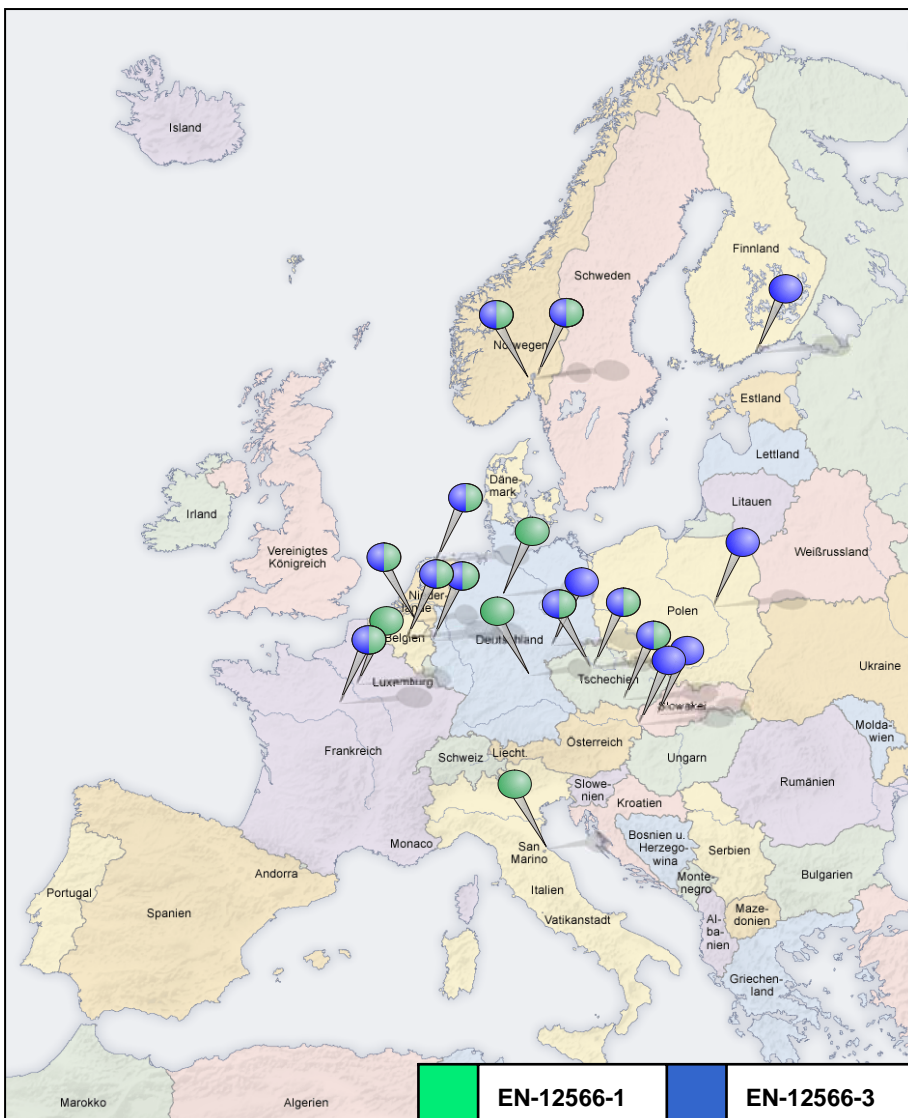 Island
Finnland
Schweden
Norwegen
Estland
Lettland
Däne-
mark
Litauen
Irland
Weißrussland
Vereinigtes
Königreich
Nieder-
lande
Polen
Belgien
Deutschland
Ukraine
Luxemburg
Tschechien
Slowakei
Molda-
wien
Frankreich
Österreich
Schweiz
Liecht.
Ungarn
Rumänien
Slowe-
nien
Kroatien
Monaco
San
Marino
Bosnien u.
Herzego-
wina
Serbien
Andorra
Monte-
negro
Bulgarien
Portugal
Italien
Spanien
Vatikanstadt
Al-
ba-
nien
Maze-
donien
Griechen-
land
Marokko
Algerien
EN-12566-1
EN-12566-3